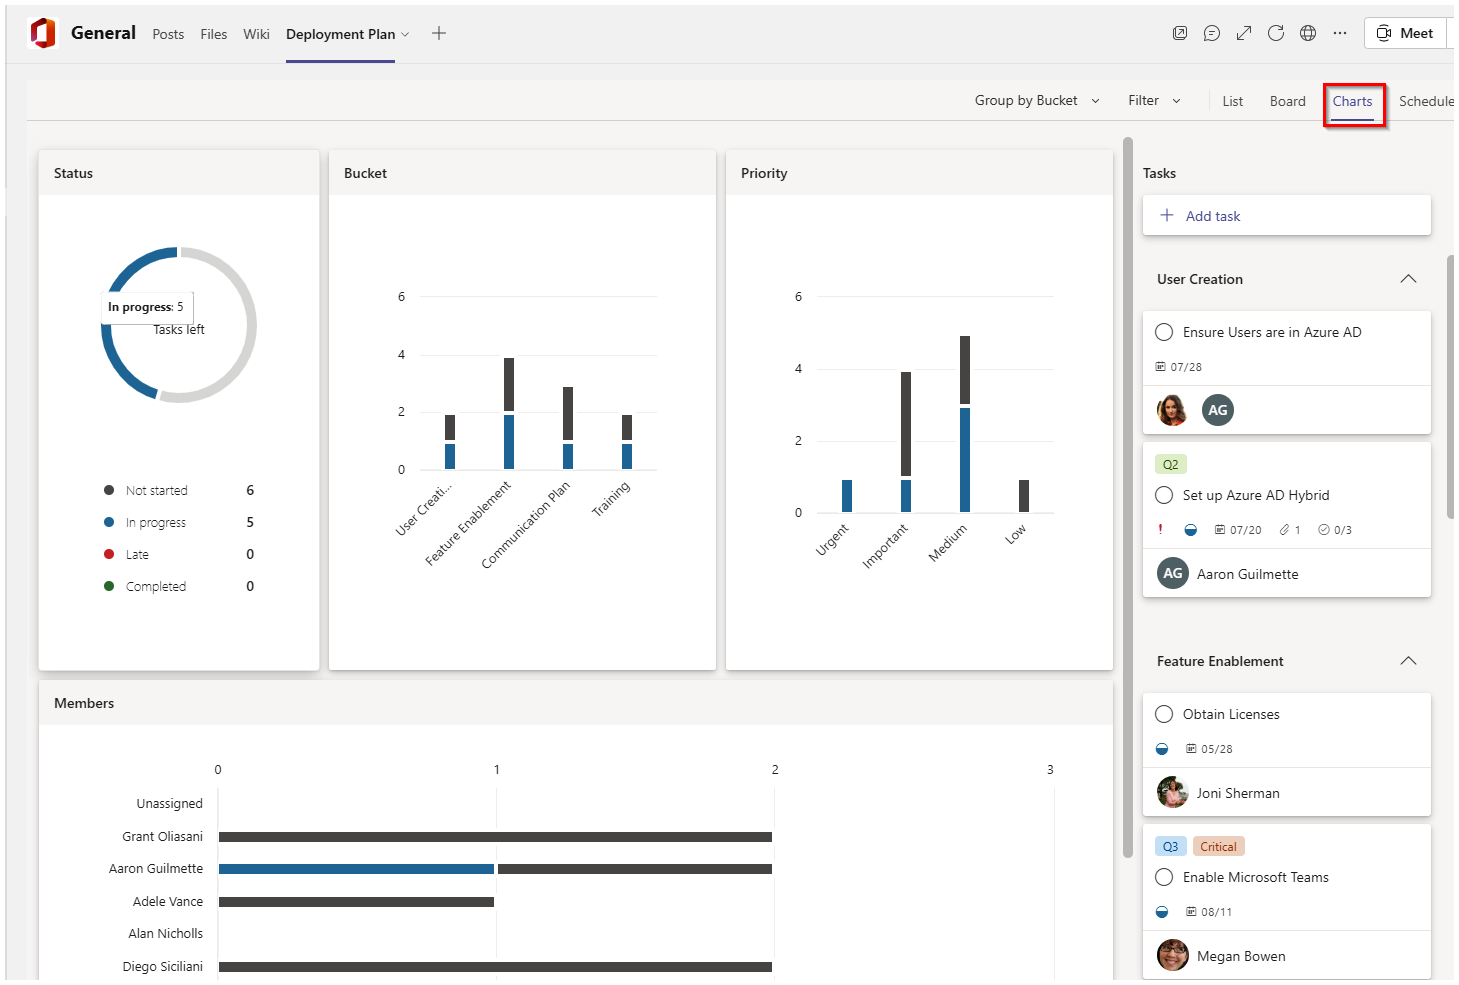 General Posts Files Wiki Deployment Plan Meet
Group by Bucket Filter List Board Charts Schedule
Status
In progress: 5
Tasks left
Not started 6
In progress 5
Late 0
Completed 0
Bucket
6
4
2
0
User Creati...
Feature Enablement
Communication Plan
Training
Priority
6
4
2
0
Urgent
Important
Medium
Low
Members
0 1 2 3
Unassigned
Grant Oliasani
Aaron Guilmette
Adele Vance
Alan Nicholls
Diego Siciliani
Tasks
+ Add task
User Creation
Ensure Users are in Azure AD
07/28
AG
Q2
Set up Azure AD Hybrid
! 07/20 1 0/3
AG Aaron Guilmette
Feature Enablement
Obtain Licenses
05/28
Joni Sherman
Q3 Critical
Enable Microsoft Teams
08/11
Megan Bowen